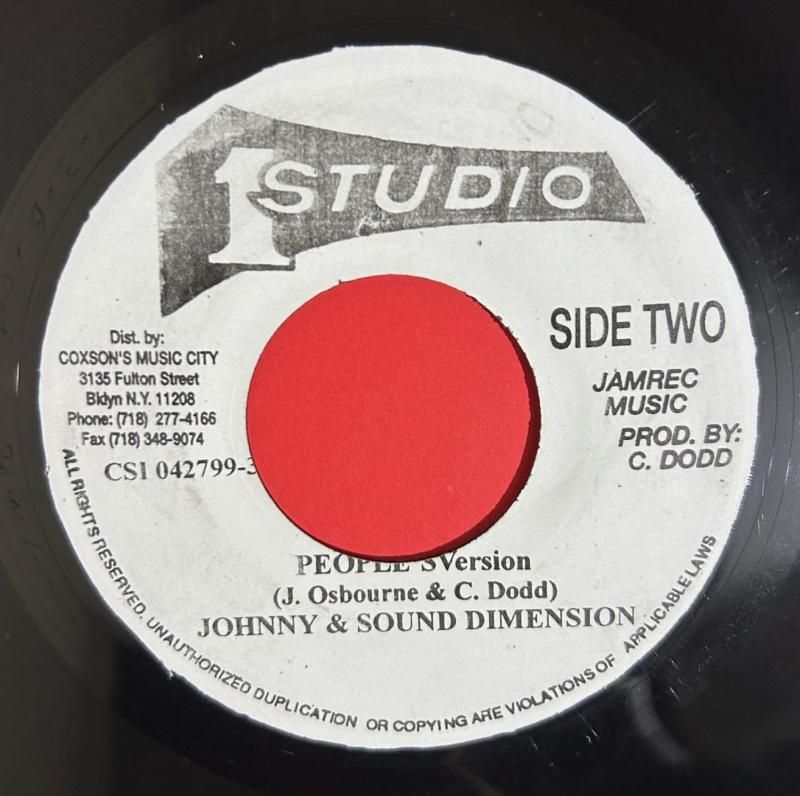 1 STUDIO
SIDE TWO
JAMREC
MUSIC
PROD. BY:
C. DODD
Dist. by:
COXSON'S MUSIC CITY
3135 Fulton Street
Bklyn N.Y. 11208
Phone: (718) 277-4166
Fax (718) 348-9074
CSI 042799-3
PEOPLE'S Version
(J. Osbourne & C. Dodd)
JOHNNY & SOUND DIMENSION
ALL RIGHTS RESERVED. UNAUTHORIZED DUPLICATION OR COPYING ARE VIOLATIONS OF APPLICABLE LAWS